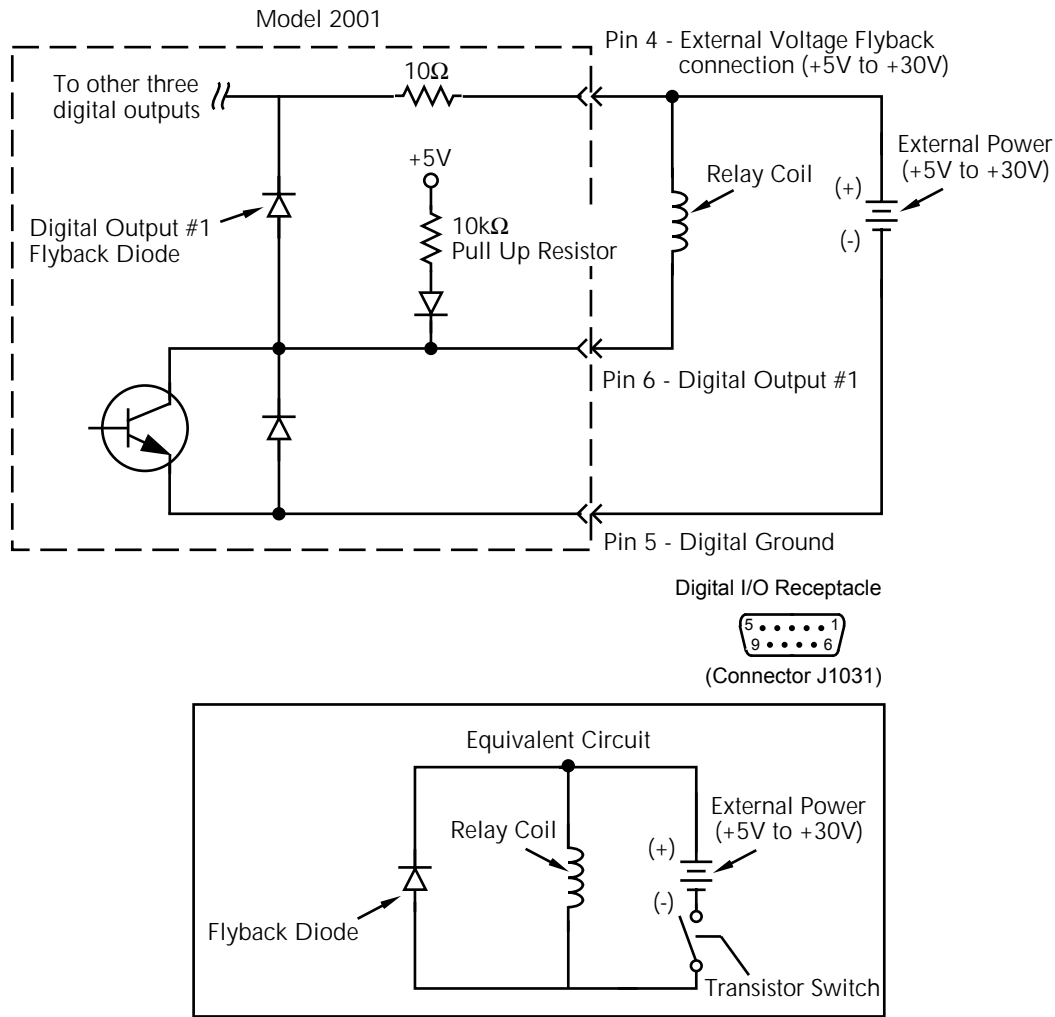 Model 2001
Pin 4 - External Voltage Flyback
connection (+5V to +30V)
To other three
digital outputs
10Ω
+5V
External Power
(+5V to +30V)
Relay Coil
(+)
(-)
Digital Output #1
Flyback Diode
10kΩ
Pull Up Resistor
Pin 6 - Digital Output #1
Pin 5 - Digital Ground
Digital I/O Receptacle
5 1
9 6
(Connector J1031)
Equivalent Circuit
External Power
(+5V to +30V)
Relay Coil
(+)
(-)
Flyback Diode
Transistor Switch